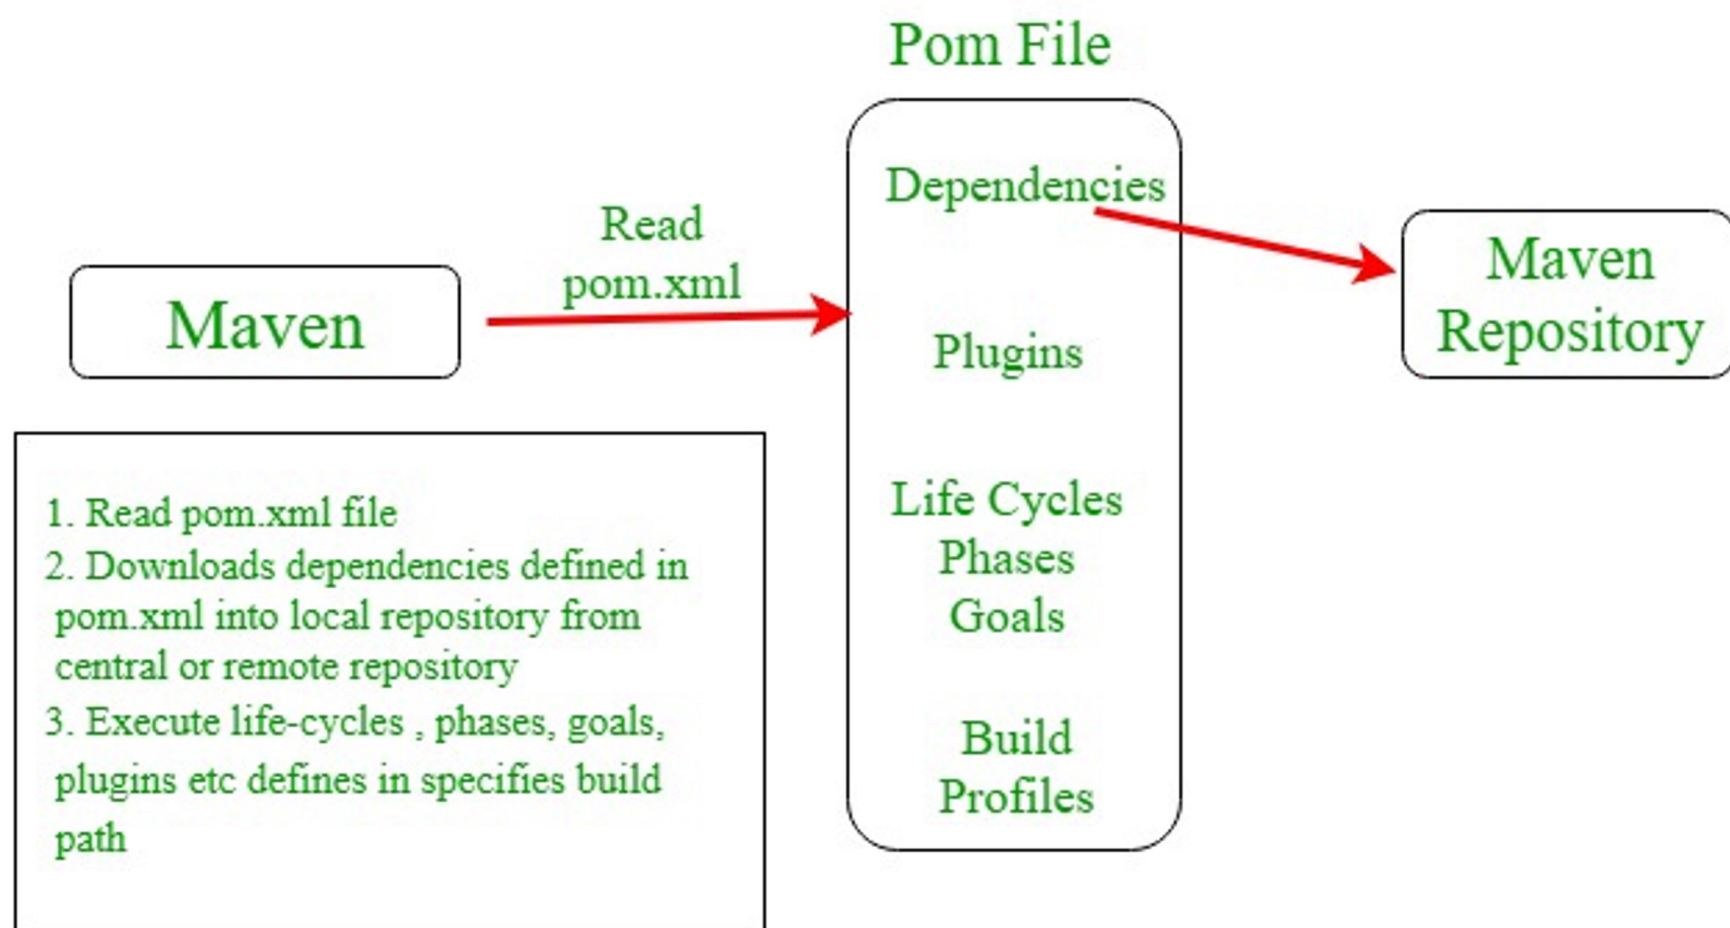 Pom File
Dependencies
Read
pom.xml
Maven
Maven
Repository
Plugins
Life Cycles
Phases
Goals
Build
Profiles
1. Read pom.xml file
2. Downloads dependencies defined in
pom.xml into local repository from
central or remote repository
3. Execute life-cycles , phases, goals,
plugins etc defines in specifies build
path